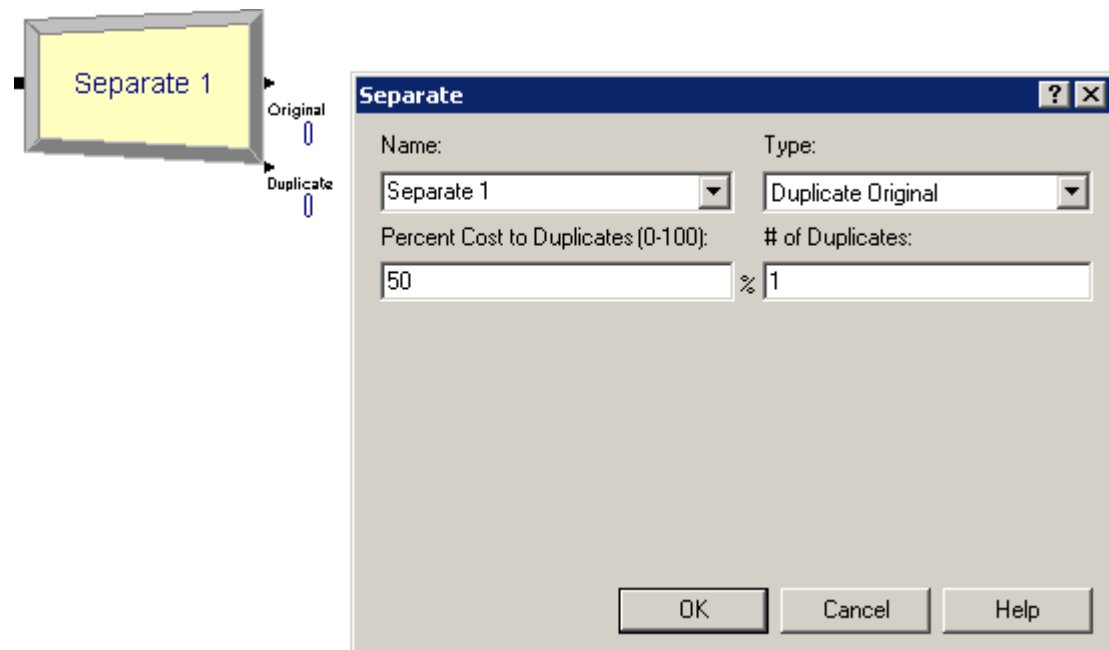 Separate 1
Original
0
Duplicate
0
Separate
Name:
Type:
Separate 1
Duplicate Original
Percent Cost to Duplicates (0-100):
# of Duplicates:
50
%
1
OK
Cancel
Help